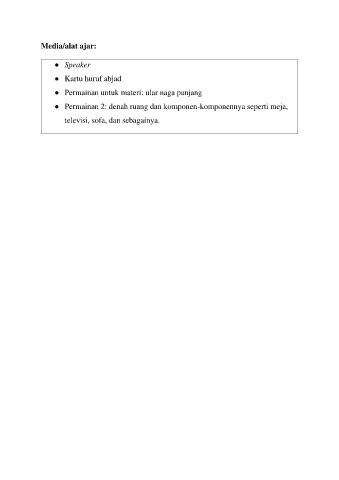 Media/alat ajar:
● Speaker
● Kartu huruf abjad
● Permainan untuk materi: ular naga panjang
● Permainan 2: denah ruang dan komponen-komponennya seperti meja,
televisi, sofa, dan sebagainya.